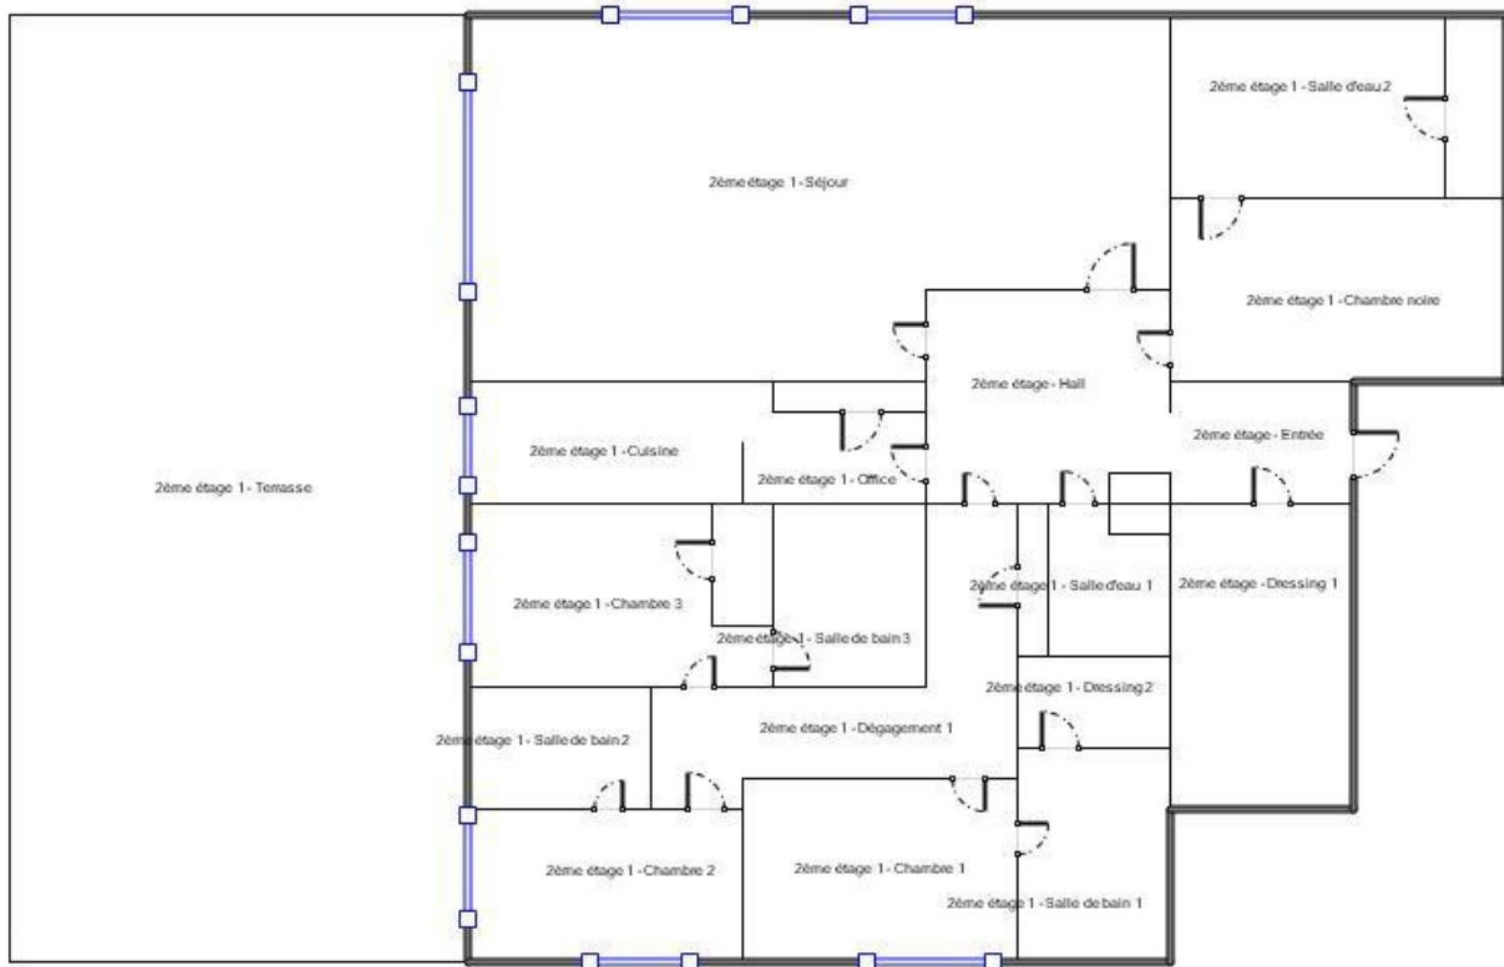 2ème étage 1 - Salle d'eau 2
2ème étage 1 - Séjour
2ème étage 1 - Chambre noire
2ème étage - Hall
2ème étage - Entrée
2ème étage 1 - Cuisine
2ème étage 1 - Office
2ème étage 1 - Terrasse
2ème étage 1 - Salle d'eau 1
2ème étage - Dressing 1
2ème étage 1 - Chambre 3
2ème étage 1 - Salle de bain 3
2ème étage 1 - Dressing 2
2ème étage 1 - Dégagement 1
2ème étage 1 - Salle de bain 2
2ème étage 1 - Chambre 2
2ème étage 1 - Chambre 1
2ème étage 1 - Salle de bain 1